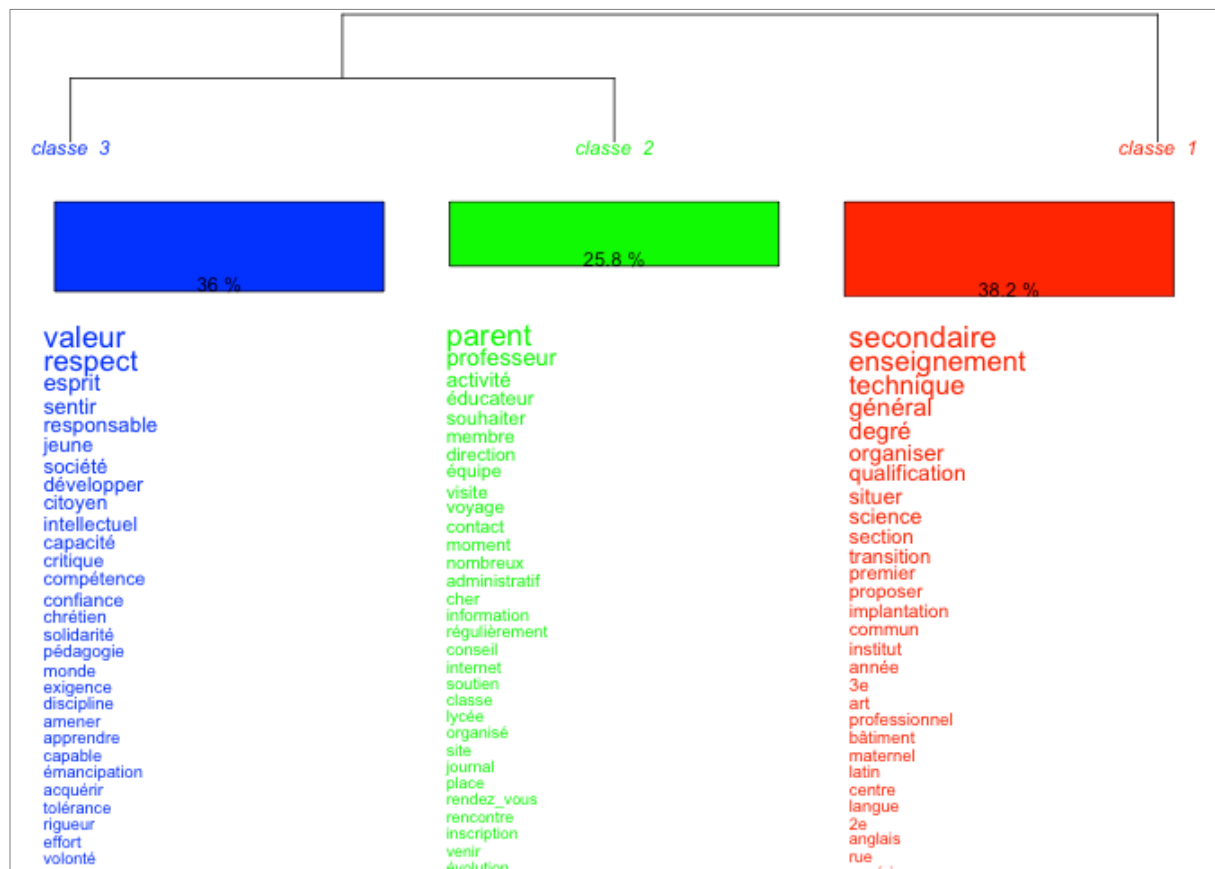 classe 3
classe 2
classe 1
36 %
25.8 %
38.2 %
valeur
respect
esprit
sentir
responsable
jeune
société
développer
citoyen
intellectuel
capacité
critique
compétence
confiance
chrétien
solidarité
pédagogie
monde
exigence
discipline
amener
apprendre
capable
émancipation
acquérir
tolérance
rigueur
effort
volonté
parent
professeur
activité
éducateur
souhaiter
membre
direction
équipe
visite
voyage
contact
moment
nombreux
administratif
cher
information
régulièrement
conseil
internet
soutien
classe
lycée
organisé
site
journal
place
rendez_vous
rencontre
inscription
venir
évolution
secondaire
enseignement
technique
général
degré
organiser
qualification
situer
science
section
transition
premier
proposer
implantation
commun
institut
année
3e
art
professionnel
bâtiment
maternel
latin
centre
langue
2e
anglais
rue